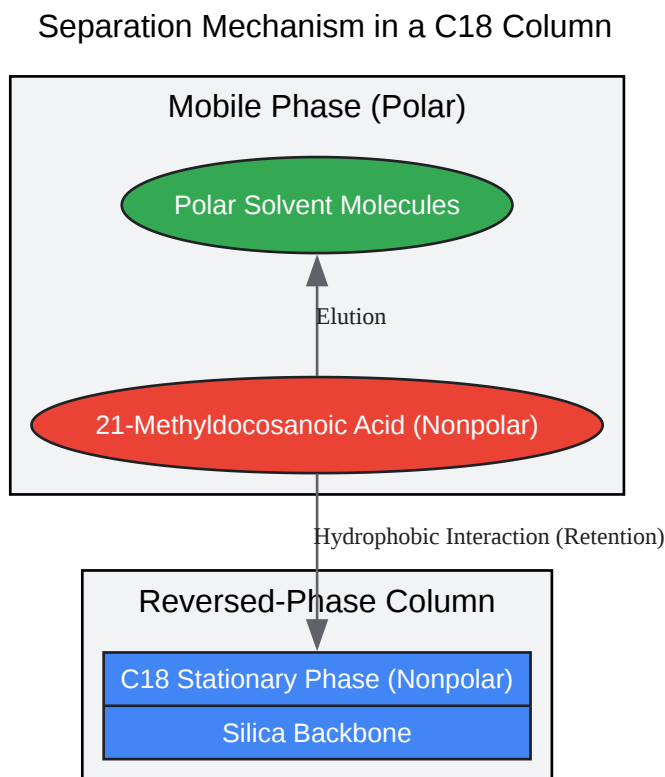 Separation Mechanism in a C18 Column
Mobile Phase (Polar)
Polar Solvent Molecules
Elution
21-Methyldocosanoic Acid (Nonpolar)
Hydrophobic Interaction (Retention)
Reversed-Phase Column
C18 Stationary Phase (Nonpolar)
Silica Backbone